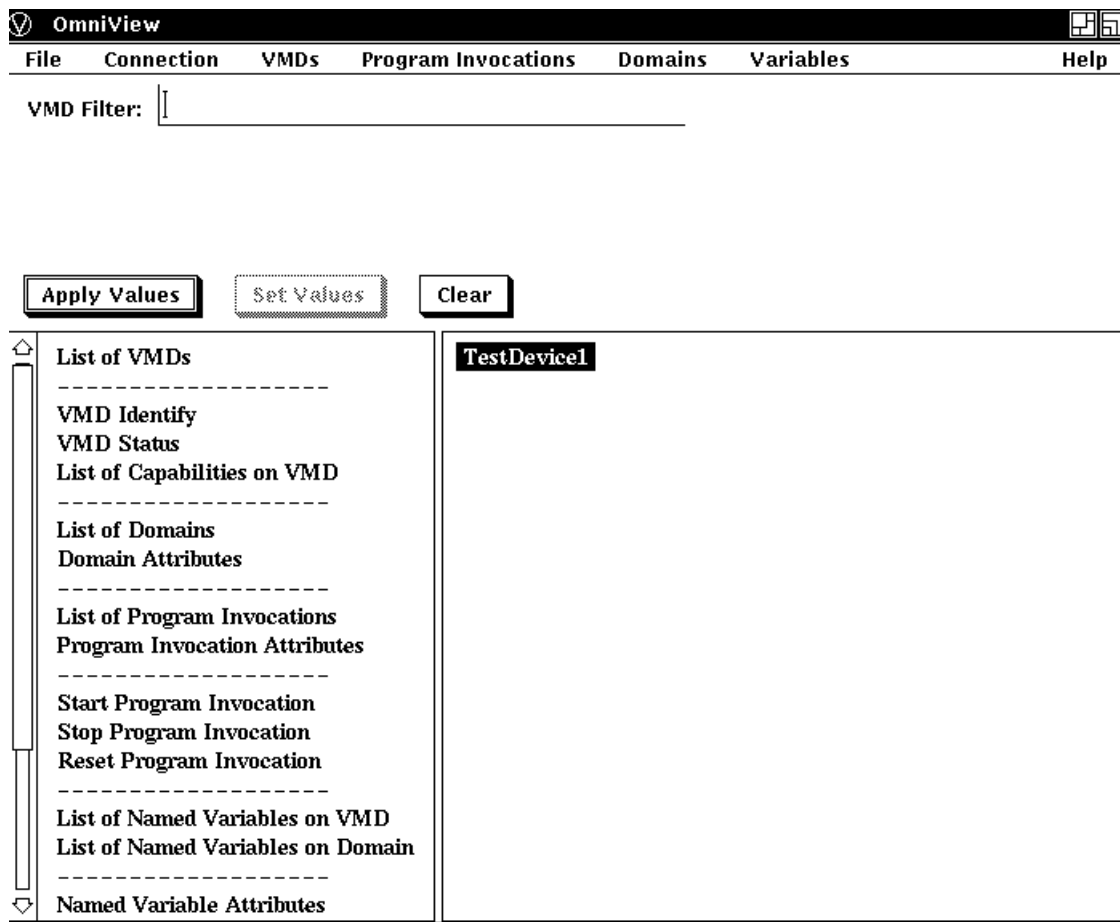 OmniView
File Connection VMDs Program Invocations Domains Variables Help
VMD Filter:
Apply Values Set Values Clear
List of VMDs
-------------------
VMD Identify
VMD Status
List of Capabilities on VMD
-------------------
List of Domains
Domain Attributes
-------------------
List of Program Invocations
Program Invocation Attributes
-------------------
Start Program Invocation
Stop Program Invocation
Reset Program Invocation
-------------------
List of Named Variables on VMD
List of Named Variables on Domain
-------------------
Named Variable Attributes
TestDevice1